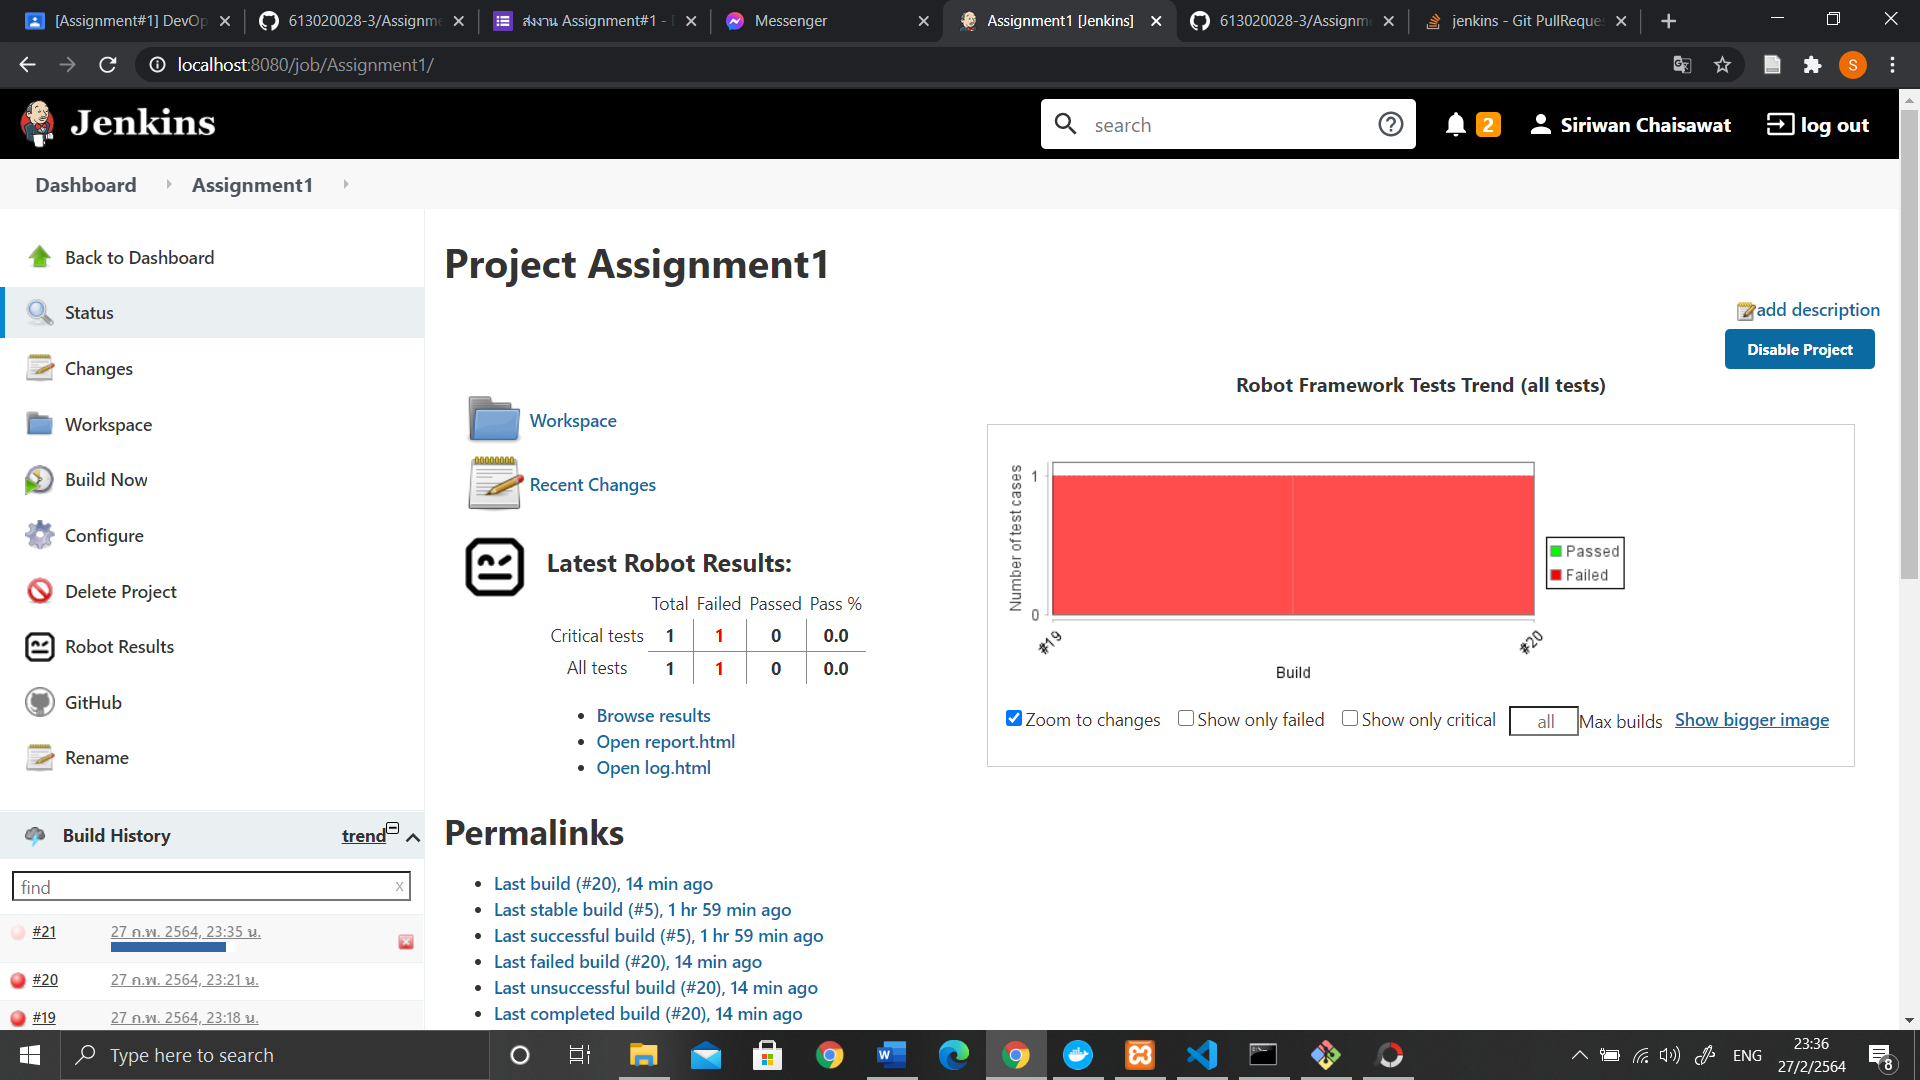 [Assignment#1] DevOp
613020028-3/Assignme
ส่งงาน Assignment#1 - 
Messenger
Assignment1 [Jenkins]
613020028-3/Assignm
jenkins - Git PullReques
localhost:8080/job/Assignment1/
S
Jenkins
search
2
Siriwan Chaisawat
log out
Dashboard
Assignment1
Back to Dashboard
Status
Changes
Workspace
Build Now
Configure
Delete Project
Robot Results
GitHub
Rename
Build History
trend
find
x
#21 27 ก.พ. 2564, 23:35 น.
#20 27 ก.พ. 2564, 23:21 น.
#19 27 ก.พ. 2564, 23:18 น.
Project Assignment1
add description
Disable Project
Workspace
Recent Changes
Latest Robot Results:
Total Failed Passed Pass %
Critical tests 1 1 0 0.0
All tests 1 1 0 0.0
Browse results
Open report.html
Open log.html
Robot Framework Tests Trend (all tests)
Number of test cases
1
0
#19
#20
Build
Passed
Failed
Zoom to changes Show only failed Show only critical all Max builds Show bigger image
Permalinks
Last build (#20), 14 min ago
Last stable build (#5), 1 hr 59 min ago
Last successful build (#5), 1 hr 59 min ago
Last failed build (#20), 14 min ago
Last unsuccessful build (#20), 14 min ago
Last completed build (#20), 14 min ago
Type here to search
ENG
23:36
27/2/2564
8